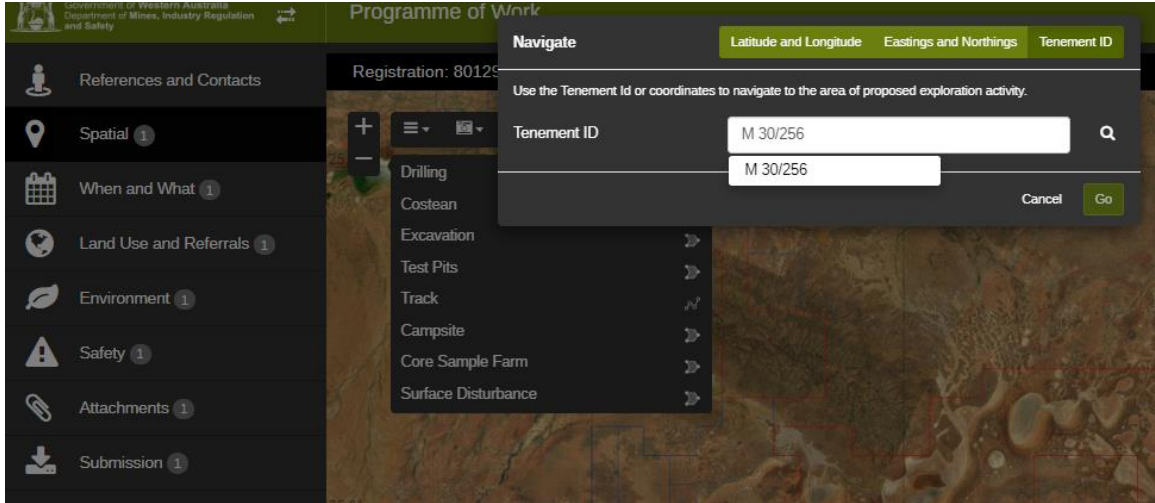 Government of Western Australia
Department of Mines, Industry Regulation
and Safety
Programme of Work
References and Contacts
Spatial 1
When and What 1
Land Use and Referrals 1
Environment 1
Safety 1
Attachments 1
Submission 1
Registration: 80129
Drilling
Costean
Excavation
Test Pits
Track
Campsite
Core Sample Farm
Surface Disturbance
Navigate
Latitude and Longitude
Eastings and Northings
Tenement ID
Use the Tenement Id or coordinates to navigate to the area of proposed exploration activity.
Tenement ID
M 30/256
M 30/256
Cancel
Go